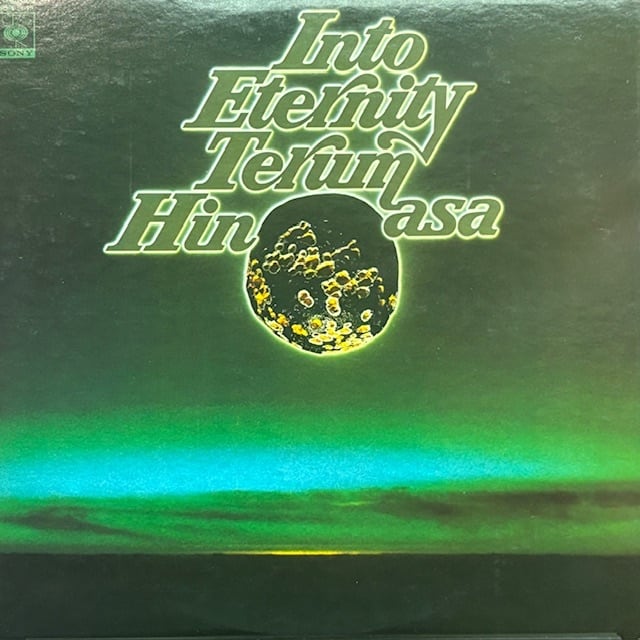 SONY
Into
Eternity
Terum
Hin asa